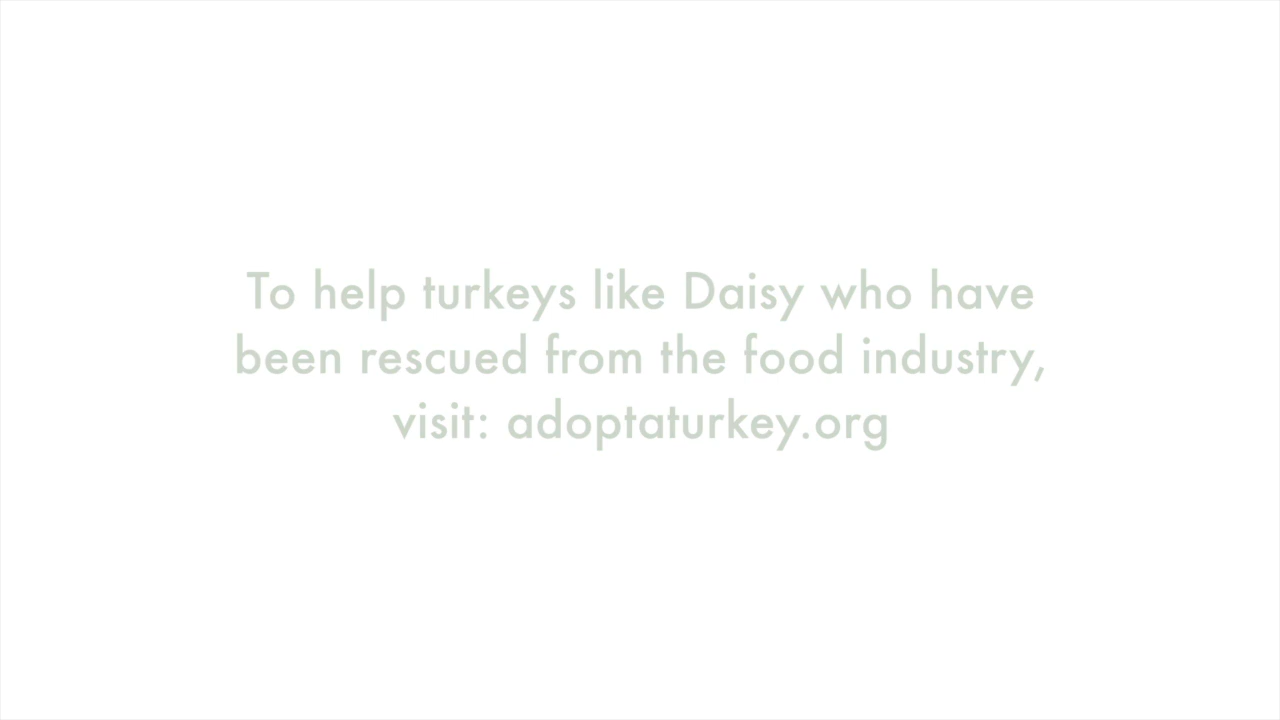 To help turkeys like Daisy who have
been rescued from the food industry,
visit: adoptaturkey.org